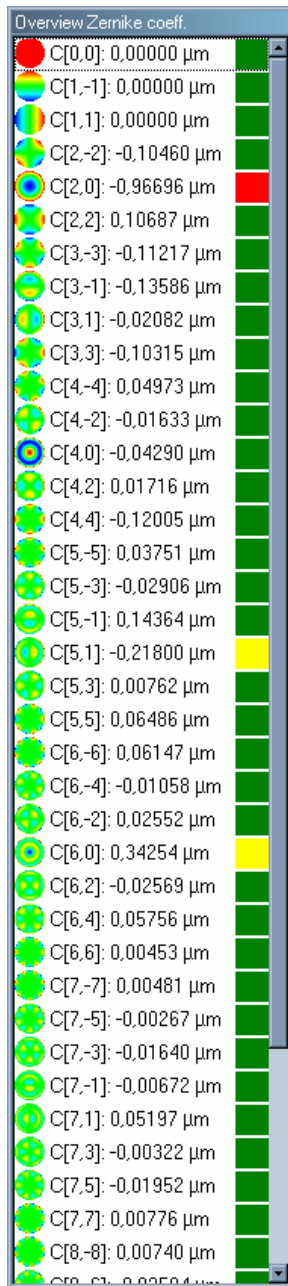 Overview Zernike coeff.
C[0,0]: 0,00000 µm
C[1,-1]: 0,00000 µm
C[1,1]: 0,00000 µm
C[2,-2]: -0,10460 µm
C[2,0]: -0,96696 µm
C[2,2]: 0,10687 µm
C[3,-3]: -0,11217 µm
C[3,-1]: -0,13586 µm
C[3,1]: -0,02082 µm
C[3,3]: -0,10315 µm
C[4,-4]: 0,04973 µm
C[4,-2]: -0,01633 µm
C[4,0]: -0,04290 µm
C[4,2]: 0,01716 µm
C[4,4]: -0,12005 µm
C[5,-5]: 0,03751 µm
C[5,-3]: -0,02906 µm
C[5,-1]: 0,14364 µm
C[5,1]: -0,21800 µm
C[5,3]: 0,00762 µm
C[5,5]: 0,06486 µm
C[6,-6]: 0,06147 µm
C[6,-4]: -0,01058 µm
C[6,-2]: 0,02552 µm
C[6,0]: 0,34254 µm
C[6,2]: -0,02569 µm
C[6,4]: 0,05756 µm
C[6,6]: 0,00453 µm
C[7,-7]: 0,00481 µm
C[7,-5]: -0,00267 µm
C[7,-3]: -0,01640 µm
C[7,-1]: -0,00672 µm
C[7,1]: 0,05197 µm
C[7,3]: -0,00322 µm
C[7,5]: -0,01952 µm
C[7,7]: 0,00776 µm
C[8,-8]: 0,00740 µm